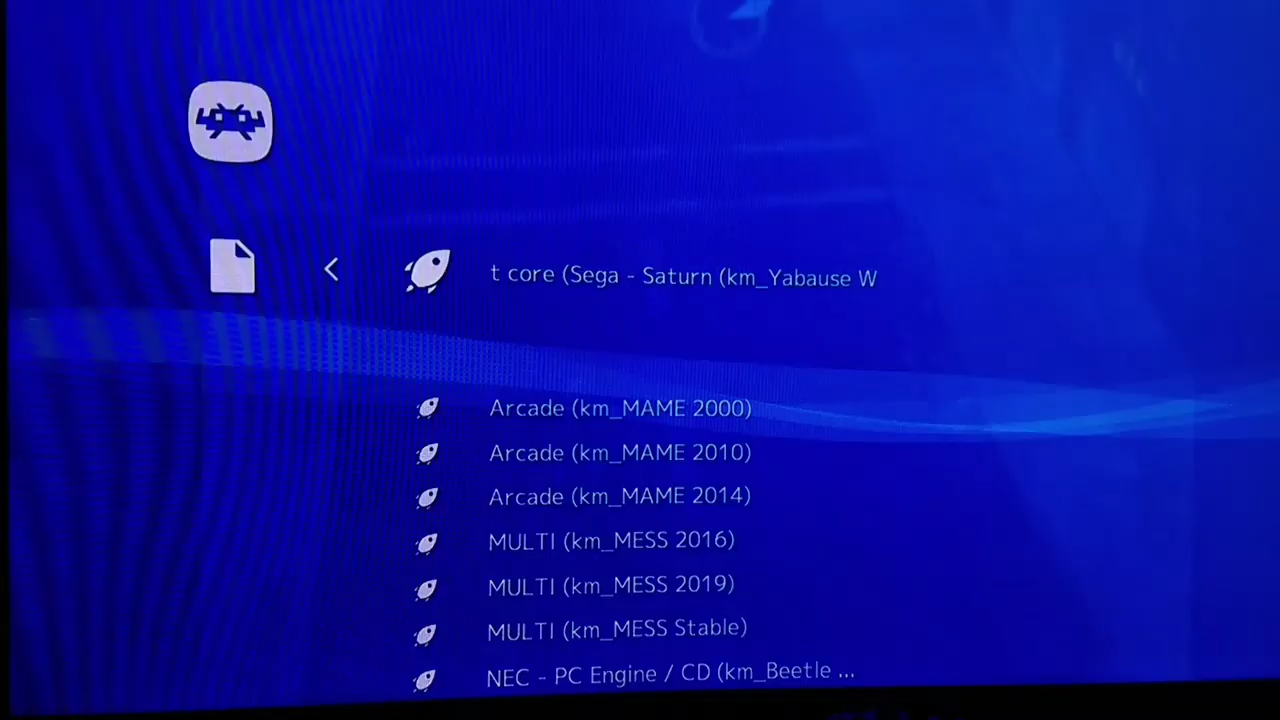 t core (Sega - Saturn (km_Yabause W
Arcade (km_MAME 2000)
Arcade (km_MAME 2010)
Arcade (km_MAME 2014)
MULTI (km_MESS 2016)
MULTI (km_MESS 2019)
MULTI (km_MESS Stable)
NEC - PC Engine / CD (km_Beetle ...